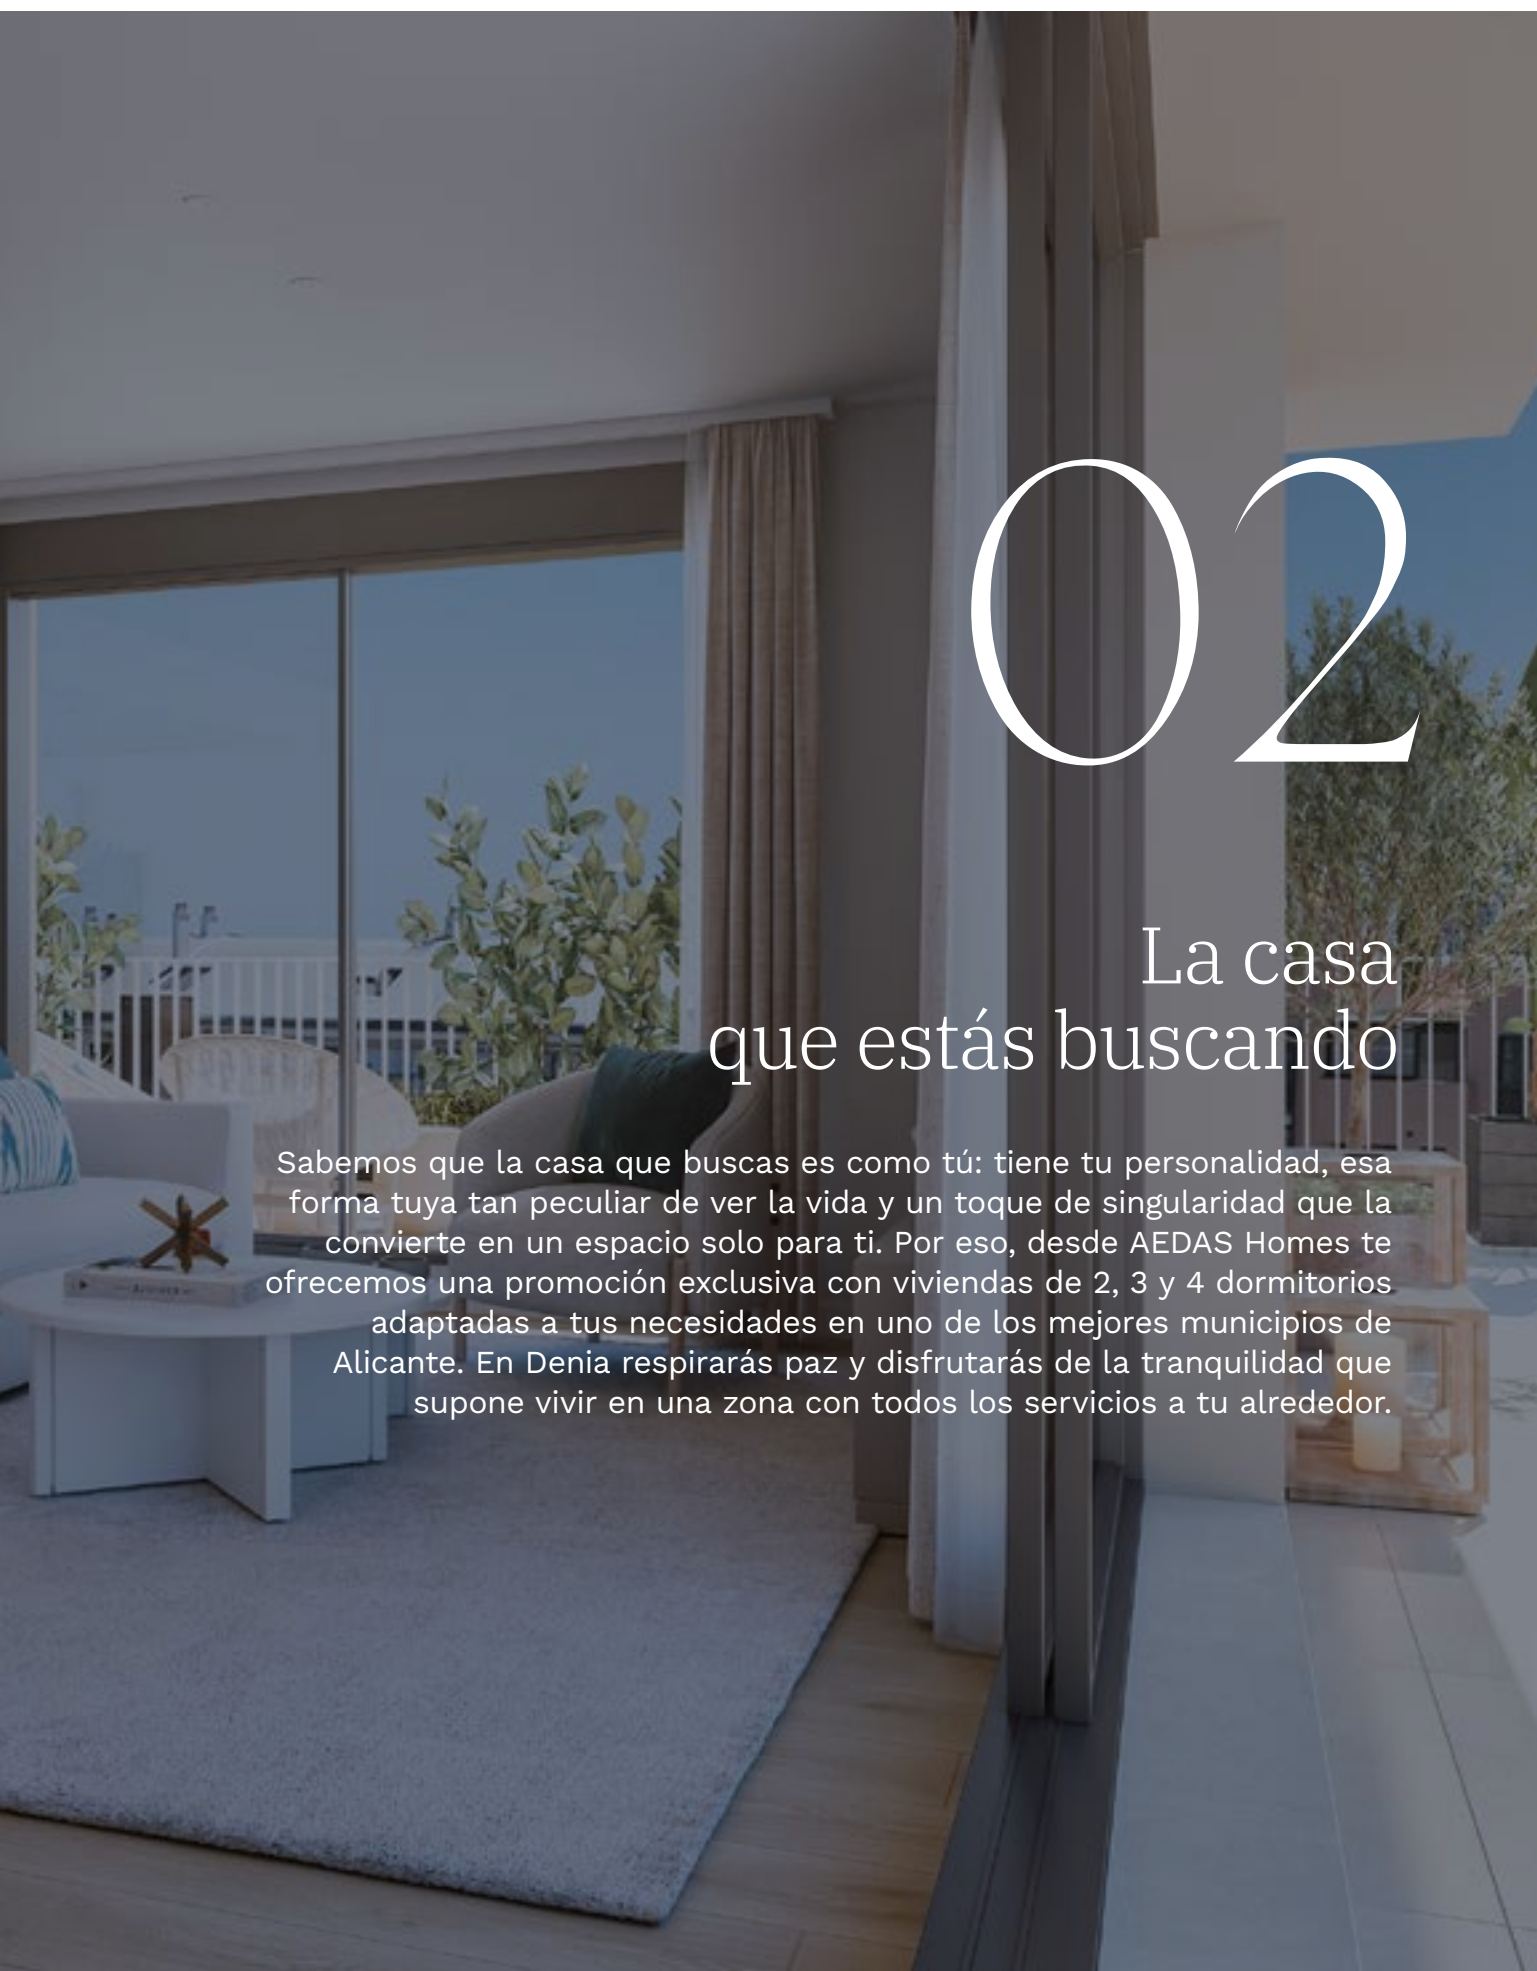 02
La casa
que estás buscando
Sabemos que la casa que buscas es como tú: tiene tu personalidad, esa
forma tuya tan peculiar de ver la vida y un toque de singularidad que la
convierte en un espacio solo para ti. Por eso, desde AEDAS Homes te
ofrecemos una promoción exclusiva con viviendas de 2, 3 y 4 dormitorios
adaptadas a tus necesidades en uno de los mejores municipios de
Alicante. En Denia respirarás paz y disfrutarás de la tranquilidad que
supone vivir en una zona con todos los servicios a tu alrededor.